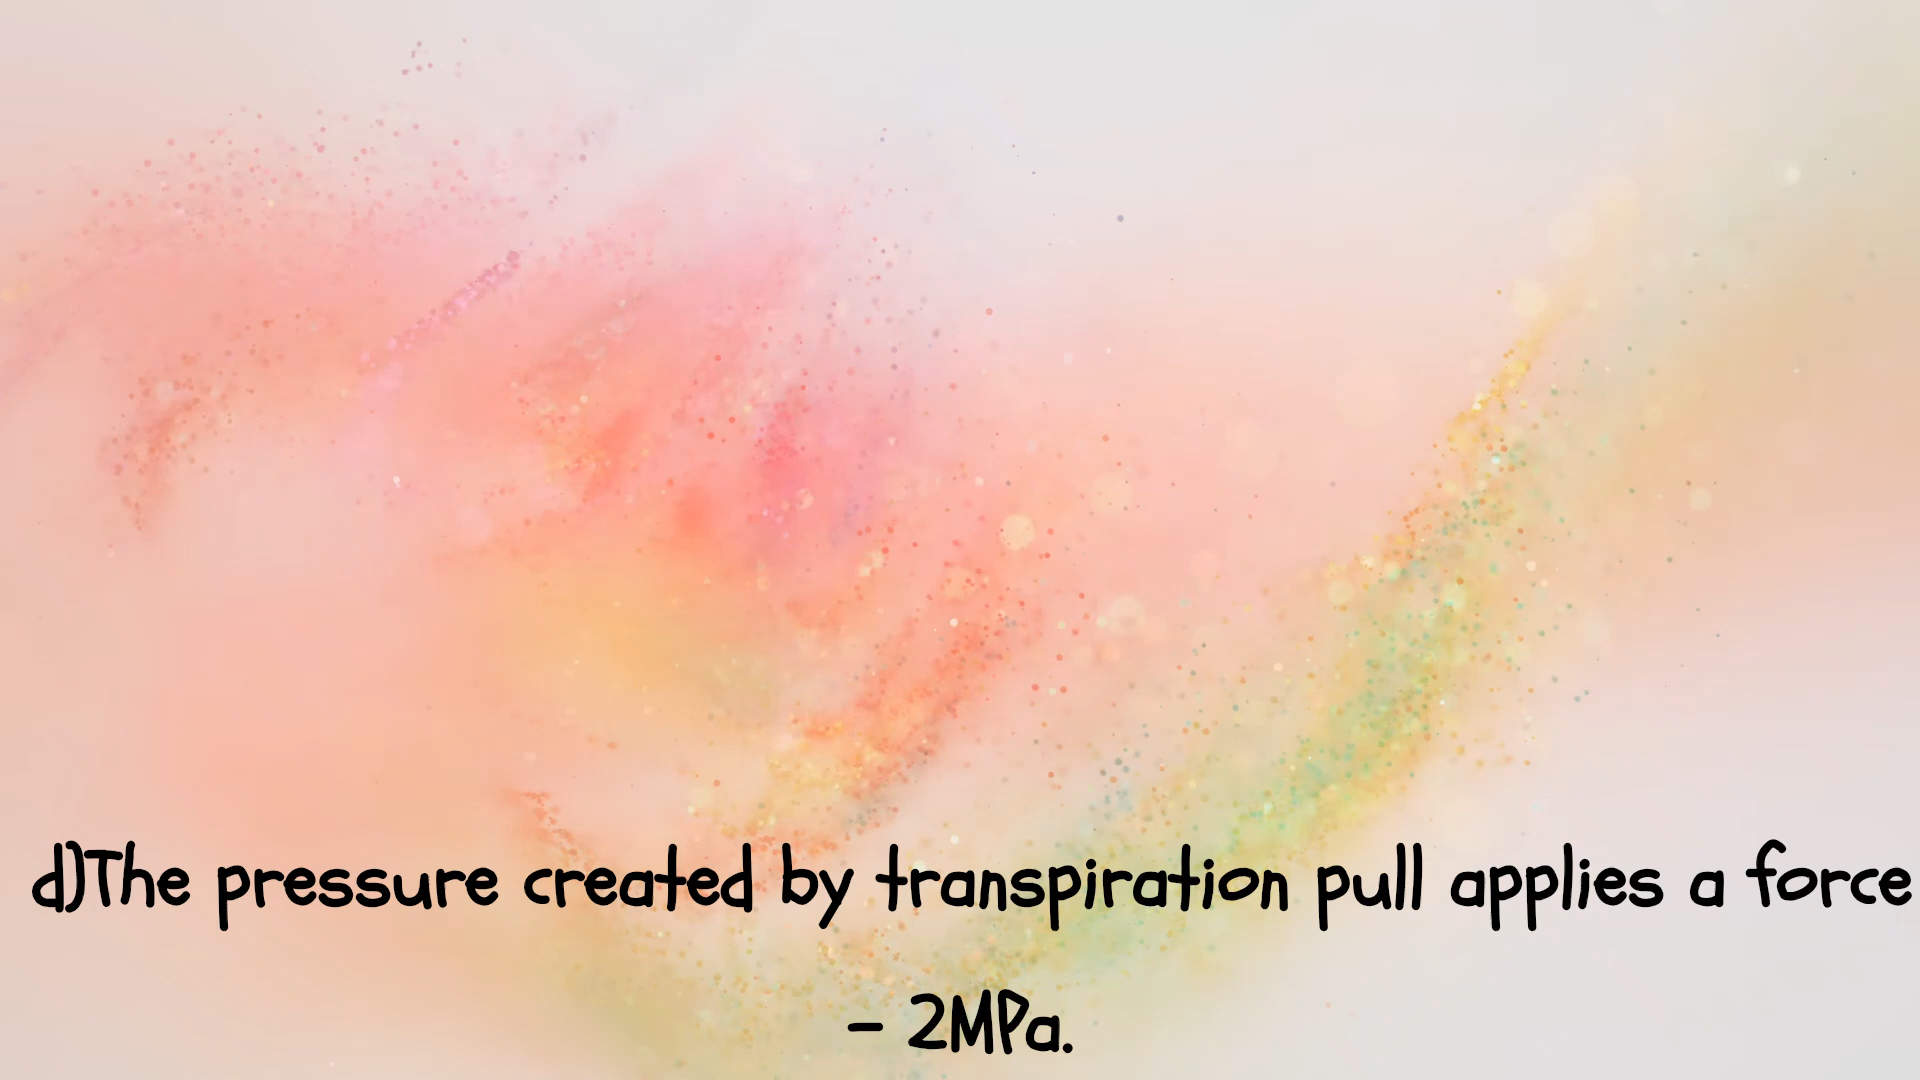 d)The pressure created by transpiration pull applies a force
- 2MPa.